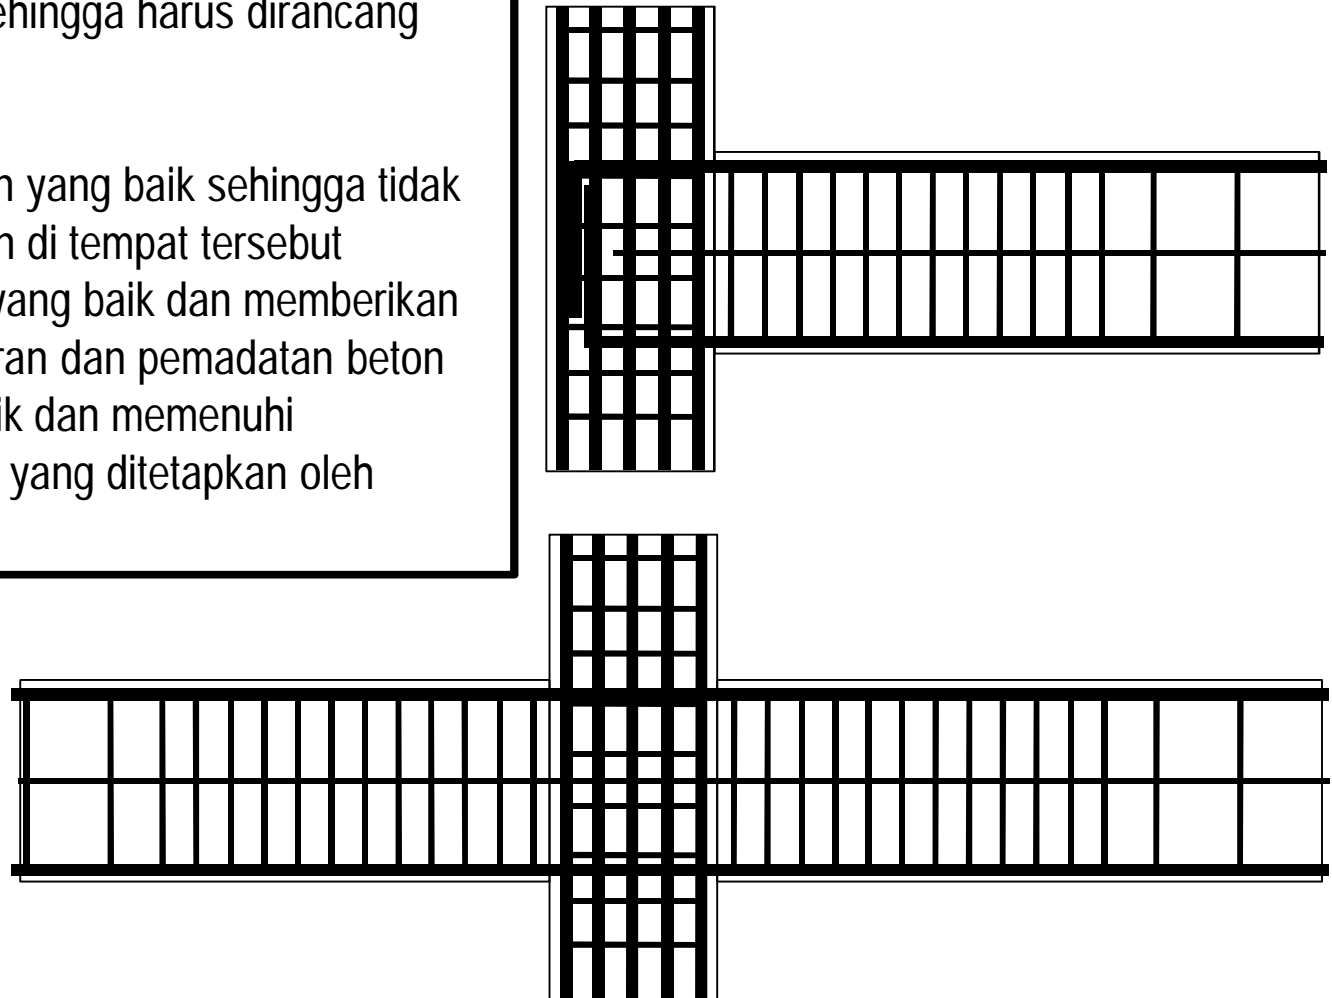 ehingga harus dirancang
n yang baik sehingga tidak
n di tempat tersebut
yang baik dan memberikan
ran dan pemadatan beton
ik dan memenuhi
yang ditetapkan oleh